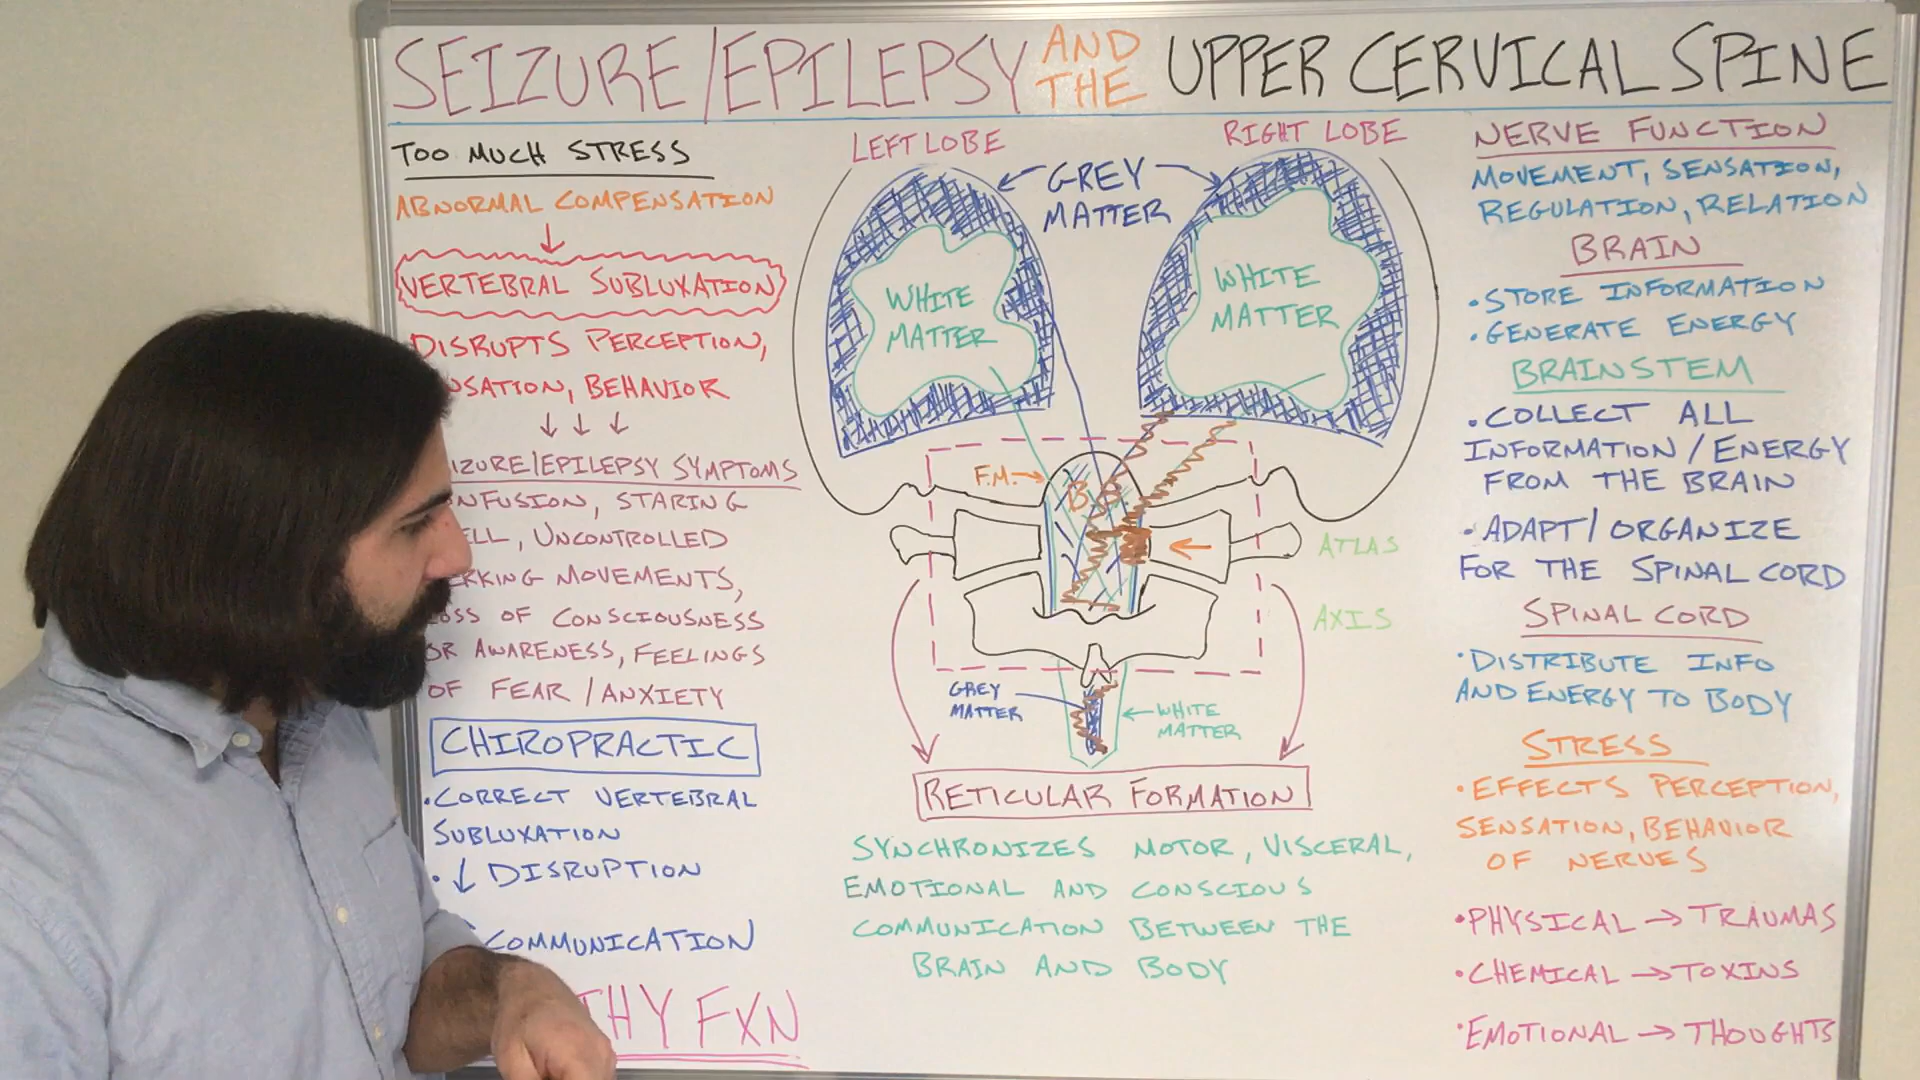 SEIZURE/EPILEPSY AND THE UPPER CERVICAL SPINE
TOO MUCH STRESS
ABNORMAL COMPENSATION
↓
VERTEBRAL SUBLUXATION
DISRUPTS PERCEPTION,
NSATION, BEHAVIOR
↓ ↓ ↓
IZURE/EPILEPSY SYMPTOMS
NFUSION, STARING
ELL, UNCONTROLLED
ERKING MOVEMENTS,
LOSS OF CONSCIOUSNESS
OR AWARENESS, FEELINGS
OF FEAR/ANXIETY
CHIROPRACTIC
•CORRECT VERTEBRAL
SUBLUXATION
•↓ DISRUPTION
COMMUNICATION
THY FXN
LEFT LOBE
RIGHT LOBE
GREY
MATTER
WHITE
MATTER
WHITE
MATTER
F.M.→
B
S
←
ATLAS
AXIS
GREY
MATTER
←WHITE
MATTER
RETICULAR FORMATION
SYNCHRONIZES MOTOR, VISCERAL,
EMOTIONAL AND CONSCIOUS
COMMUNICATION BETWEEN THE
BRAIN AND BODY
NERVE FUNCTION
MOVEMENT, SENSATION,
REGULATION, RELATION
BRAIN
•STORE INFORMATION
•GENERATE ENERGY
BRAINSTEM
•COLLECT ALL
INFORMATION/ENERGY
FROM THE BRAIN
•ADAPT/ORGANIZE
FOR THE SPINAL CORD
SPINAL CORD
•DISTRIBUTE INFO
AND ENERGY TO BODY
STRESS
•EFFECTS PERCEPTION,
SENSATION, BEHAVIOR
OF NERVES
•PHYSICAL→TRAUMAS
•CHEMICAL→TOXINS
•EMOTIONAL→THOUGHTS